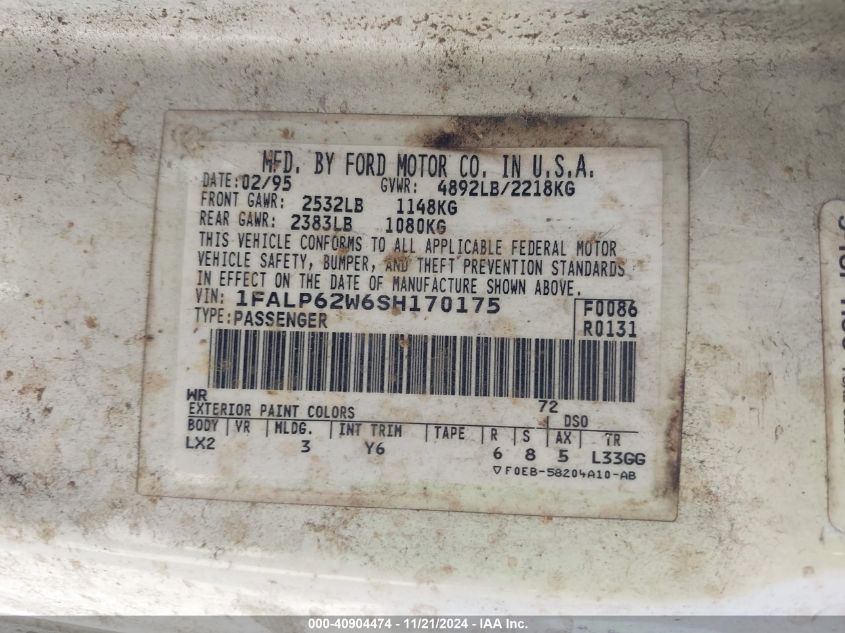 MFD. BY FORD MOTOR CO. IN U.S.A.
DATE: 02/95 GVWR: 4892LB/2218KG
FRONT GAWR: 2532LB 1148KG
REAR GAWR: 2383LB 1080KG
THIS VEHICLE CONFORMS TO ALL APPLICABLE FEDERAL MOTOR
VEHICLE SAFETY, BUMPER, AND THEFT PREVENTION STANDARDS
IN EFFECT ON THE DATE OF MANUFACTURE SHOWN ABOVE.
VIN: 1FALP62W6SH170175 F0086
TYPE: PASSENGER R0131
WR 72
EXTERIOR PAINT COLORS DSO
BODY VR MLDG. INT TRIM TAPE R S AX TR
LX2 3 Y6 6 8 5 L33GG
▽ F0EB-58204A10-AB
000-40904474 - 11/21/2024 - IAA Inc.